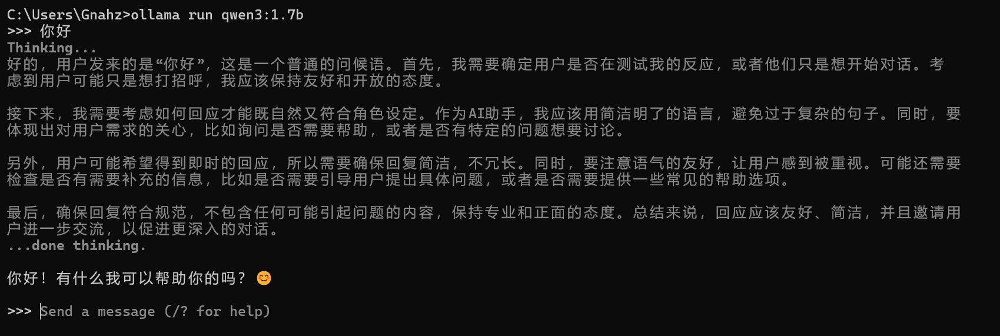 C:\Users\Gnahz>ollama run qwen3:1.7b
>>> 你好
Thinking...
好的，用户发来的是“你好”，这是一个普通的问候语。首先，我需要确定用户是否在测试我的反应，或者他们只是想开始对话。考
虑到用户可能只是想打招呼，我应该保持友好和开放的态度。
接下来，我需要考虑如何回应才能既自然又符合角色设定。作为AI助手，我应该用简洁明了的语言，避免过于复杂的句子。同时，要
体现出对用户需求的关心，比如询问是否需要帮助，或者是否有特定的问题想要讨论。
另外，用户可能希望得到即时的回应，所以需要确保回复简洁，不冗长。同时，要注意语气的友好，让用户感到被重视。可能还需要
检查是否有需要补充的信息，比如是否需要引导用户提出具体问题，或者是否需要提供一些常见的帮助选项。
最后，确保回复符合规范，不包含任何可能引起问题的内容，保持专业和正面的态度。总结来说，回应应该友好、简洁，并且邀请用
户进一步交流，以促进更深入的对话。
...done thinking.
你好！有什么我可以帮助你的吗？😊
>>> Send a message (/? for help)